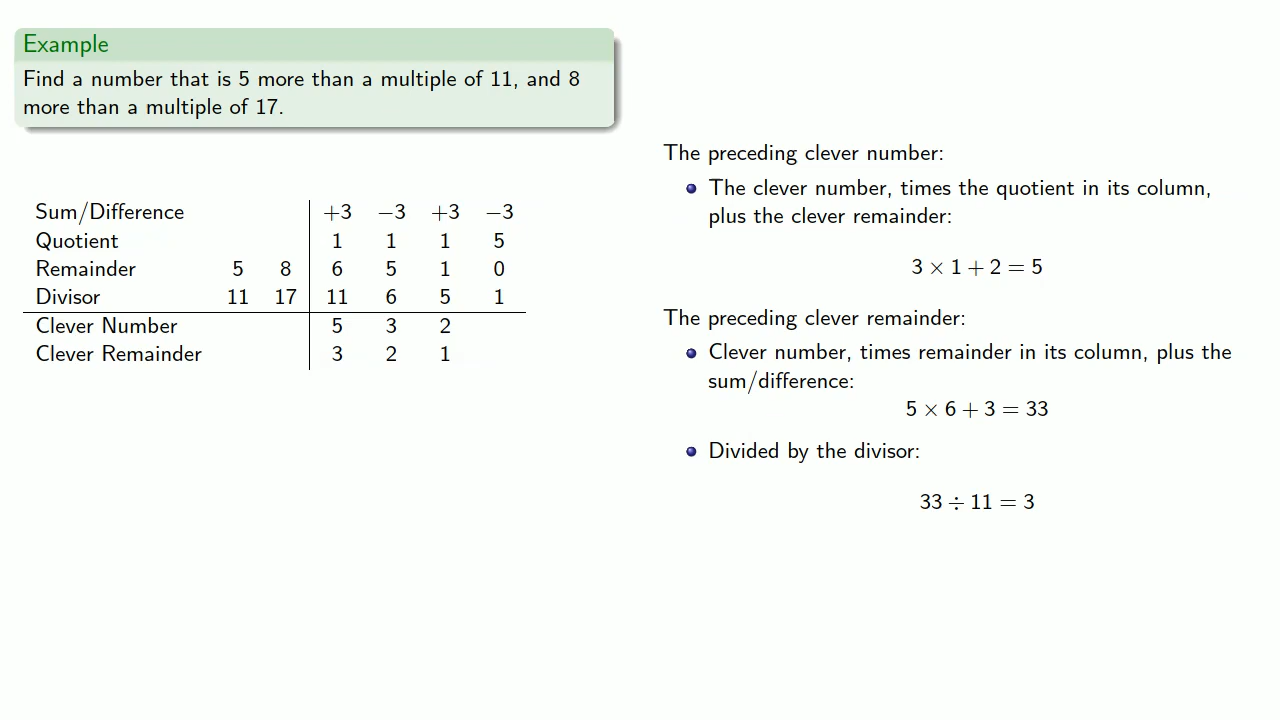 Example
Find a number that is 5 more than a multiple of 11, and 8
more than a multiple of 17.
Sum/Difference +3 −3 +3 −3
Quotient 1 1 1 5
Remainder 5 8 6 5 1 0
Divisor 11 17 11 6 5 1
Clever Number 5 3 2
Clever Remainder 3 2 1
The preceding clever number:
The clever number, times the quotient in its column,
plus the clever remainder:
3 × 1 + 2 = 5
The preceding clever remainder:
Clever number, times remainder in its column, plus the
sum/difference:
5 × 6 + 3 = 33
Divided by the divisor:
33 ÷ 11 = 3